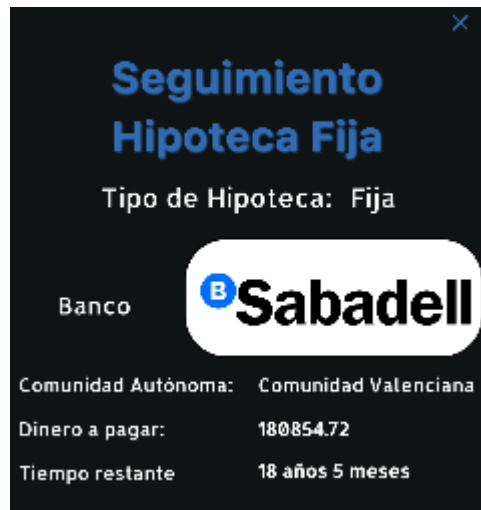 ×
Seguimiento
Hipoteca Fija
Tipo de Hipoteca: Fija
Banco
B Sabadell
Comunidad Autónoma: Comunidad Valenciana
Dinero a pagar: 180854.72
Tiempo restante 18 años 5 meses